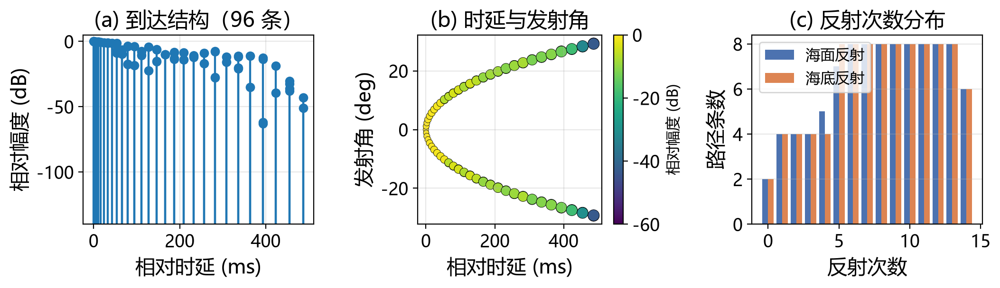 (a) 到达结构（96 条）
0
-50
-100
相对幅度 (dB)
0
200
400
相对时延 (ms)
(b) 时延与发射角
20
0
-20
发射角 (deg)
0
200
400
相对时延 (ms)
0
-20
-40
-60
相对幅度 (dB)
(c) 反射次数分布
海面反射
海底反射
8
6
4
2
0
路径条数
0
5
10
15
反射次数